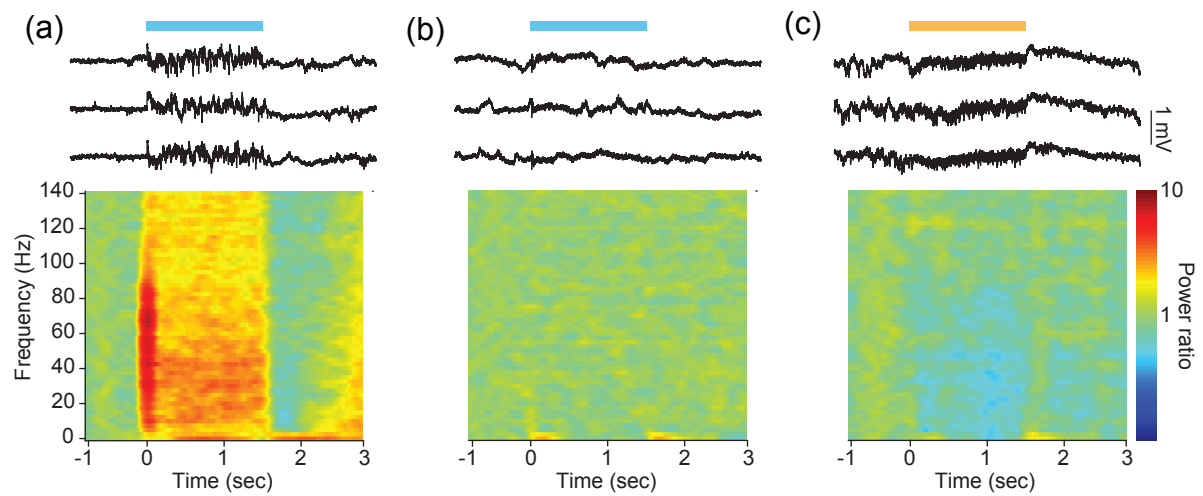 (a)
(b)
(c)
1 mV
140
120
100
80
60
40
20
0
Frequency (Hz)
-1 0 1 2 3
Time (sec)
-1 0 1 2 3
Time (sec)
-1 0 1 2 3
Time (sec)
10
1
Power ratio